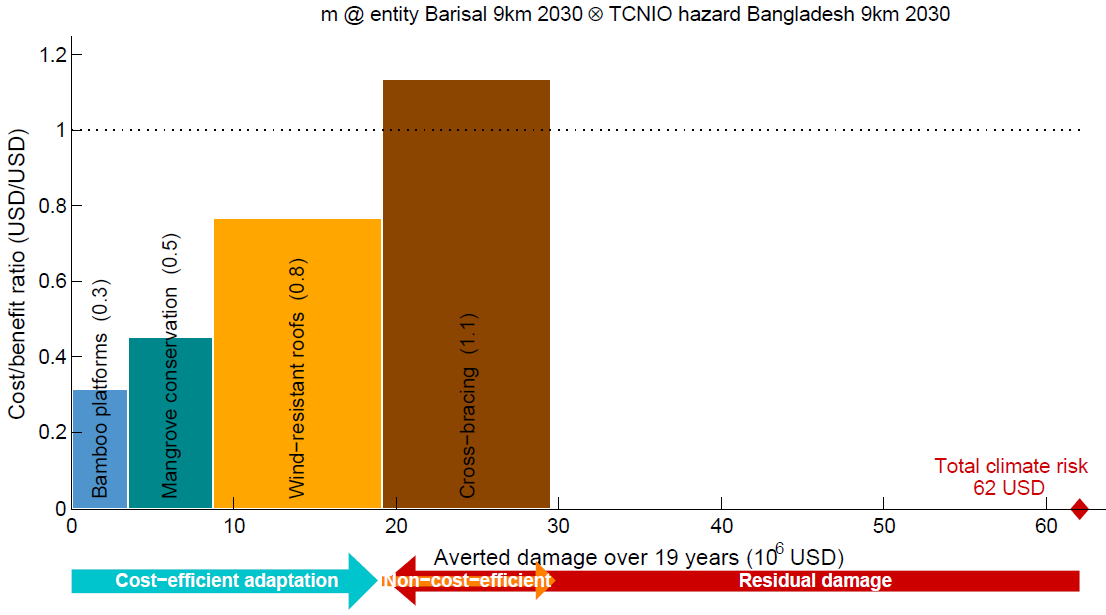 m @ entity Barisal 9km 2030 ⊗ TCNIO hazard Bangladesh 9km 2030
Cost/benefit ratio (USD/USD)
1.2
1
0.8
0.6
0.4
0.2
0
Bamboo platforms (0.3)
Mangrove conservation (0.5)
Wind−resistant roofs (0.8)
Cross−bracing (1.1)
Total climate risk
62 USD
0 10 20 30 40 50 60
Averted damage over 19 years (10^6 USD)
Cost−efficient adaptation
Non−cost−efficient
Residual damage